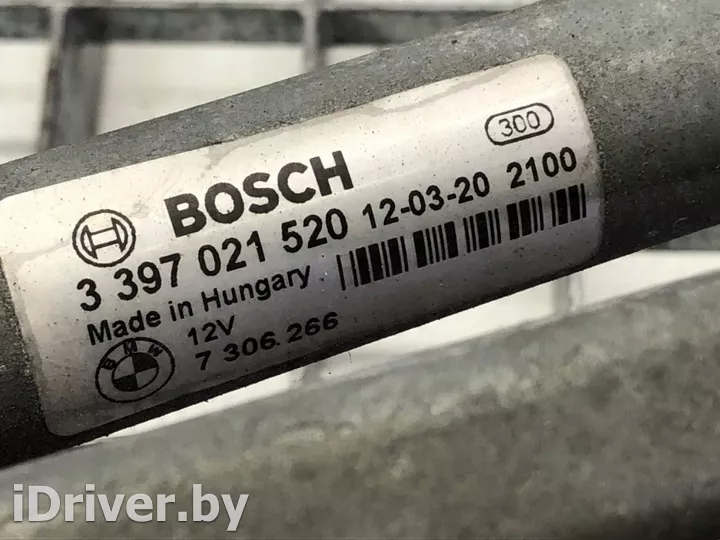 300
BOSCH
3 397 021 520 12-03-20 2100
Made in Hungary
12V
BMW
7 306.266
iDriver.by